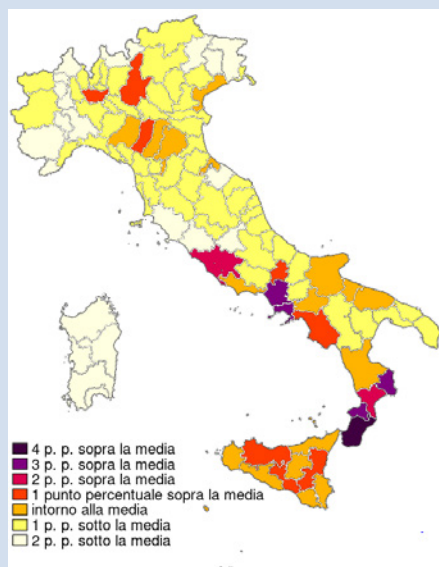 4 p. p. sopra la media
3 p. p. sopra la media
2 p. p. sopra la media
1 punto percentuale sopra la media
intorno alla media
1 p. p. sotto la media
2 p. p. sotto la media